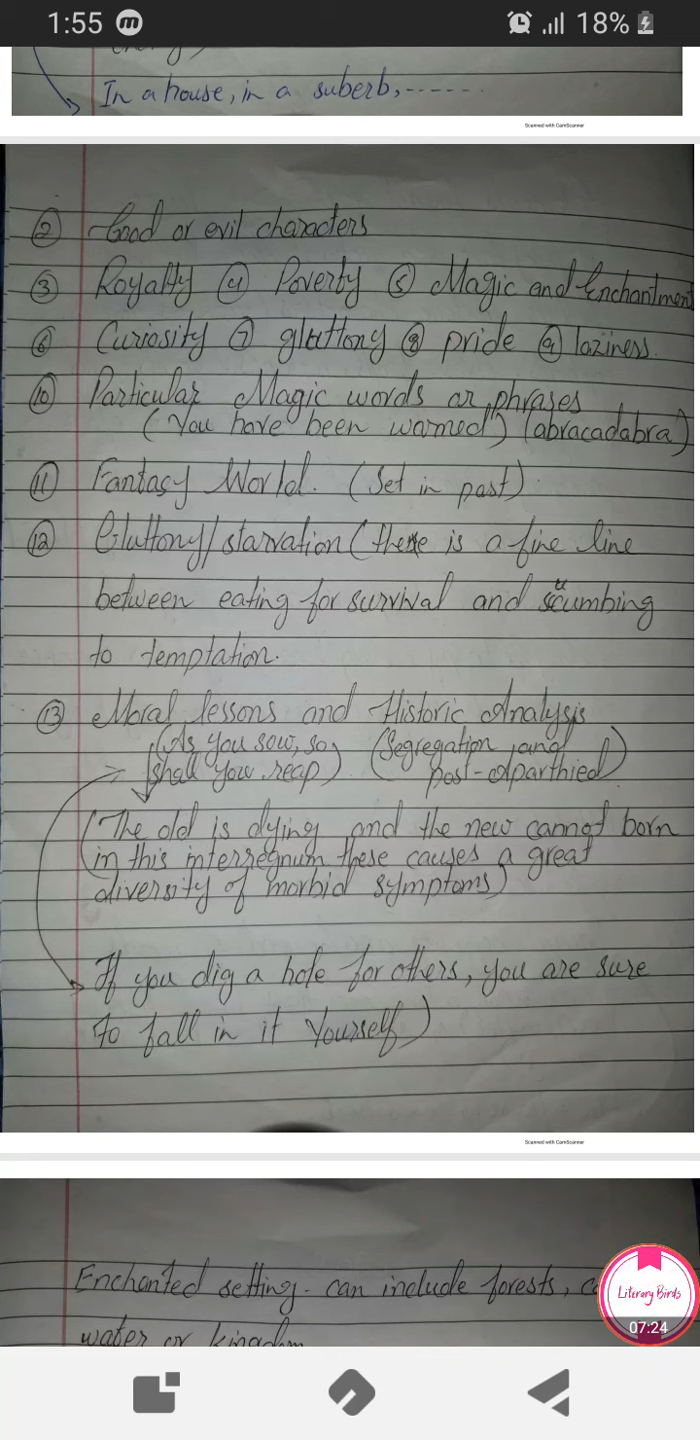 1:55
18%
In a house, in a suberb,------
Scanned with CamScanner
② Good or evil characters
③ Royalty ④ Poverty ⑤ Magic and Enchantment
⑥ Curiosity ⑦ gluttony ⑧ pride ⑨ laziness.
⑩ Particular Magic words or phrases
(You have been warned) (abracadabra)
⑪ Fantasy World. (Set in past)
⑫ Gluttony/starvation (there is a fine line
between eating for survival and scumbing
to temptation.
⑬ Moral lessons and Historic Analysis
(As you sow, so (Segregation and
shall you reap) post-aparthied)
(The old is dying and the new cannot born
in this interregnum these causes a great
diversity of morbid symptoms)
If you dig a hole for others, you are sure
to fall in it Yourself)
Scanned with CamScanner
Enchanted setting. can include forests,
water or
Literary Birds
07:24